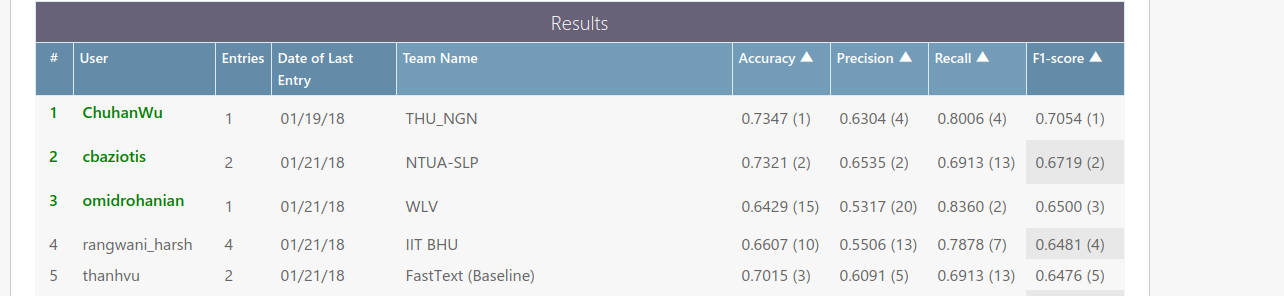 Results
# User Entries Date of Last Entry Team Name Accuracy ▲ Precision ▲ Recall ▲ F1-score ▲
1 ChuhanWu 1 01/19/18 THU_NGN 0.7347 (1) 0.6304 (4) 0.8006 (4) 0.7054 (1)
2 cbaziotis 2 01/21/18 NTUA-SLP 0.7321 (2) 0.6535 (2) 0.6913 (13) 0.6719 (2)
3 omidrohanian 1 01/21/18 WLV 0.6429 (15) 0.5317 (20) 0.8360 (2) 0.6500 (3)
4 rangwani_harsh 4 01/21/18 IIT BHU 0.6607 (10) 0.5506 (13) 0.7878 (7) 0.6481 (4)
5 thanhvu 2 01/21/18 FastText (Baseline) 0.7015 (3) 0.6091 (5) 0.6913 (13) 0.6476 (5)